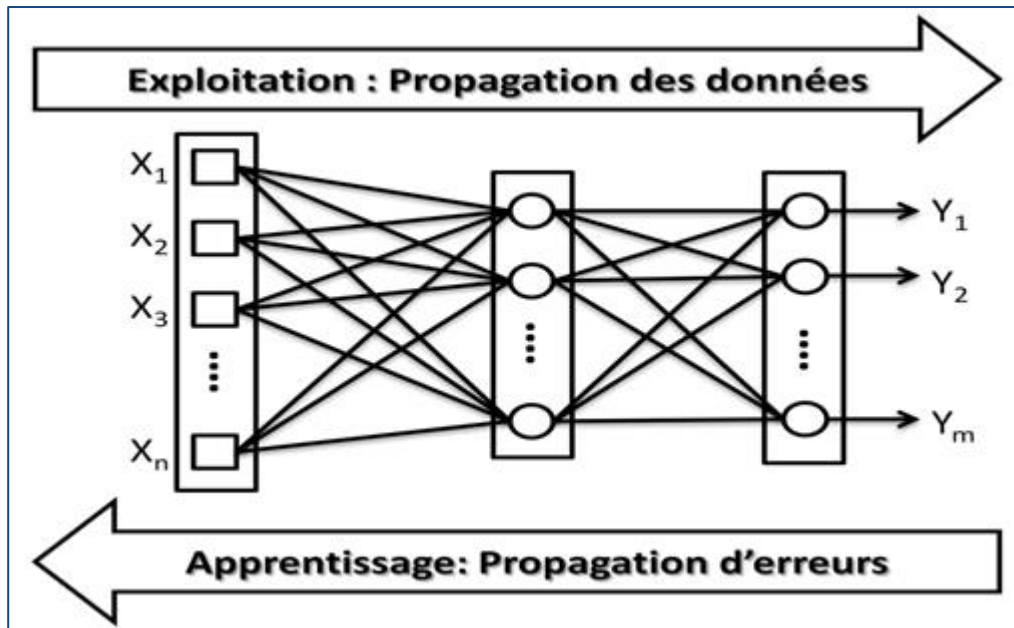 Exploitation : Propagation des données
X1
X2
X3
Xn
Y1
Y2
Ym
Apprentissage: Propagation d'erreurs